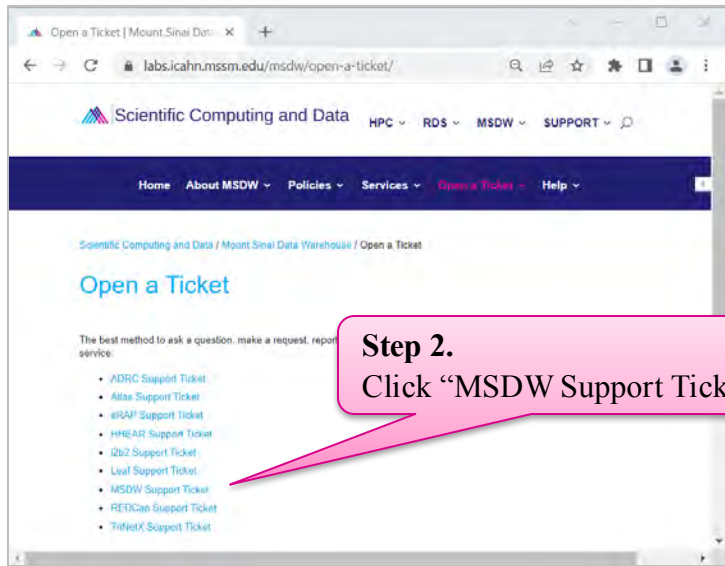 Open a Ticket | Mount Sinai Dat
labs.icahn.mssm.edu/msdw/open-a-ticket/
Scientific Computing and Data
HPC RDS MSDW SUPPORT
Home About MSDW Policies Services Open a Ticket Help
Scientific Computing and Data / Mount Sinai Data Warehouse / Open a Ticket
Open a Ticket
The best method to ask a question, make a request, report
service:
• ADRC Support Ticket
• Atlas Support Ticket
• eRAP Support Ticket
• HHEAR Support Ticket
• i2b2 Support Ticket
• Leaf Support Ticket
• MSDW Support Ticket
• REDCap Support Ticket
• TriNetX Support Ticket
Step 2.
Click “MSDW Support Tick